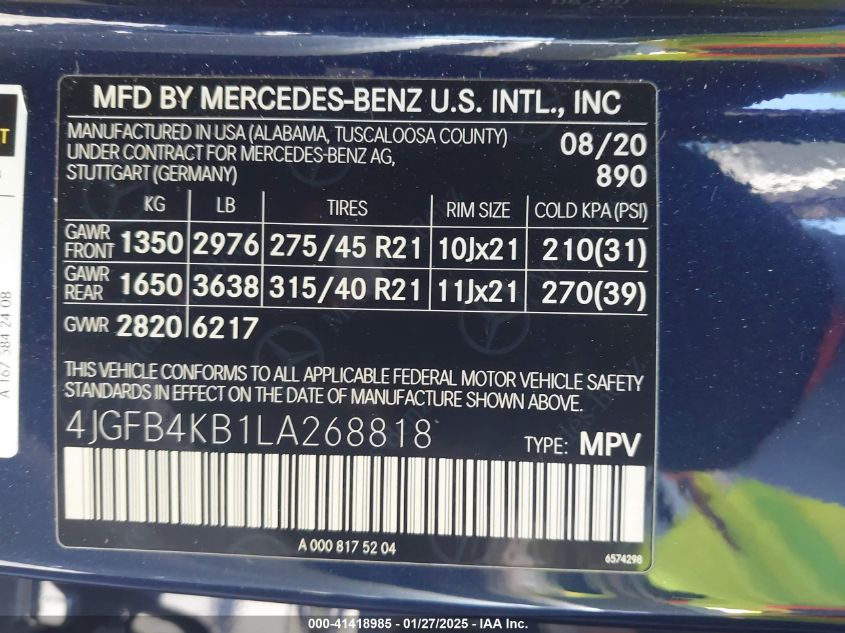 MFD BY MERCEDES-BENZ U.S. INTL., INC
MANUFACTURED IN USA (ALABAMA, TUSCALOOSA COUNTY)
UNDER CONTRACT FOR MERCEDES-BENZ AG,
STUTTGART (GERMANY)
08/20
890
KG LB TIRES RIM SIZE COLD KPA (PSI)
GAWR FRONT 1350 2976 275/45 R21 10Jx21 210(31)
GAWR REAR 1650 3638 315/40 R21 11Jx21 270(39)
GVWR 2820 6217
THIS VEHICLE CONFORMS TO ALL APPLICABLE FEDERAL MOTOR VEHICLE SAFETY
STANDARDS IN EFFECT ON THE DATE OF MANUFACTURE SHOWN ABOVE.
4JGFB4KB1LA268818 TYPE: MPV
A 000 817 52 04
6574298
A 167 584 24 08
000-41418985 - 01/27/2025 - IAA Inc.